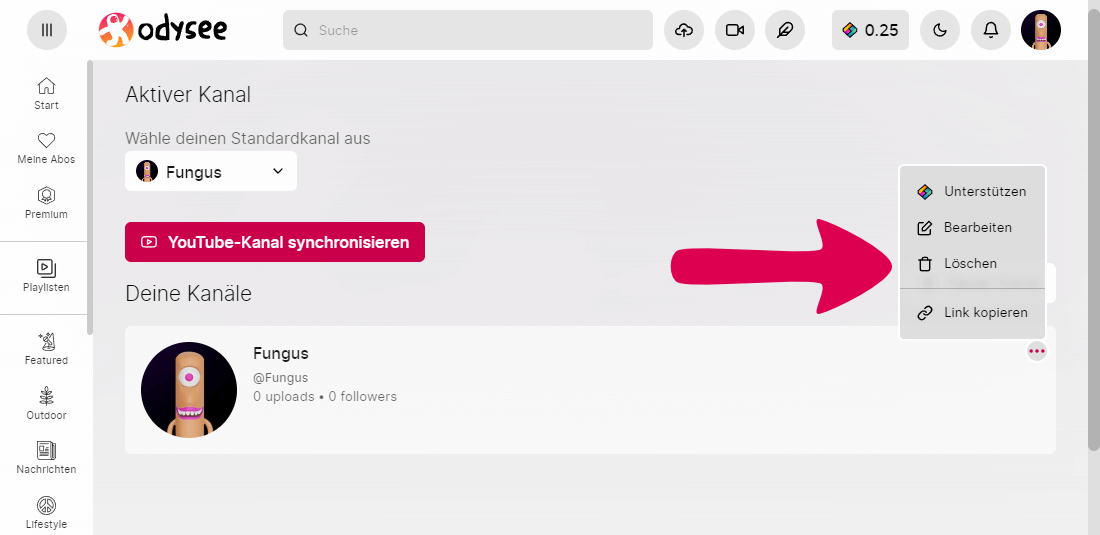 odysee
Suche
0.25
Start
Meine Abos
Premium
Playlisten
Featured
Outdoor
Nachrichten
Lifestyle
Aktiver Kanal
Wähle deinen Standardkanal aus
Fungus
YouTube-Kanal synchronisieren
Deine Kanäle
Fungus
@Fungus
0 uploads • 0 followers
Unterstützen
Bearbeiten
Löschen
Link kopieren